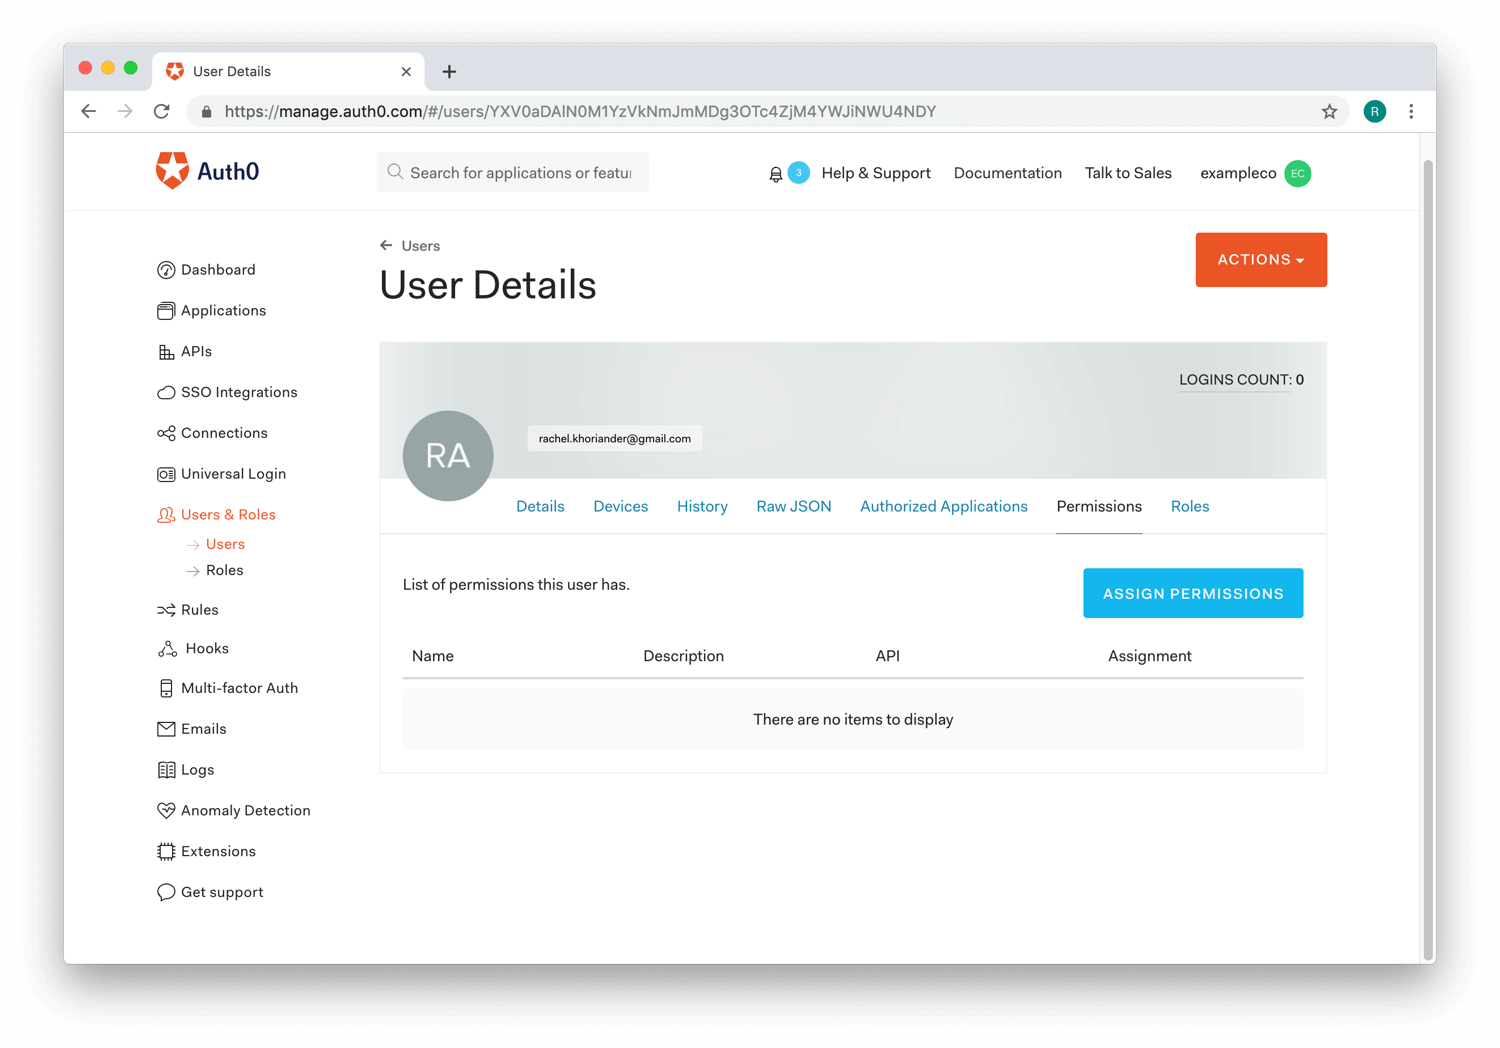 User Details
https://manage.auth0.com/#/users/YXV0aDAlN0M1YzVkNmJmMDg3OTc4ZjM4YWJiNWU4NDY
R
Auth0
Search for applications or featu
3
Help & Support
Documentation
Talk to Sales
exampleco
EC
Dashboard
Applications
APIs
SSO Integrations
Connections
Universal Login
Users & Roles
Users
Roles
Rules
Hooks
Multi-factor Auth
Emails
Logs
Anomaly Detection
Extensions
Get support
Users
User Details
ACTIONS
LOGINS COUNT: 0
RA
rachel.khoriander@gmail.com
Details
Devices
History
Raw JSON
Authorized Applications
Permissions
Roles
List of permissions this user has.
ASSIGN PERMISSIONS
Name
Description
API
Assignment
There are no items to display